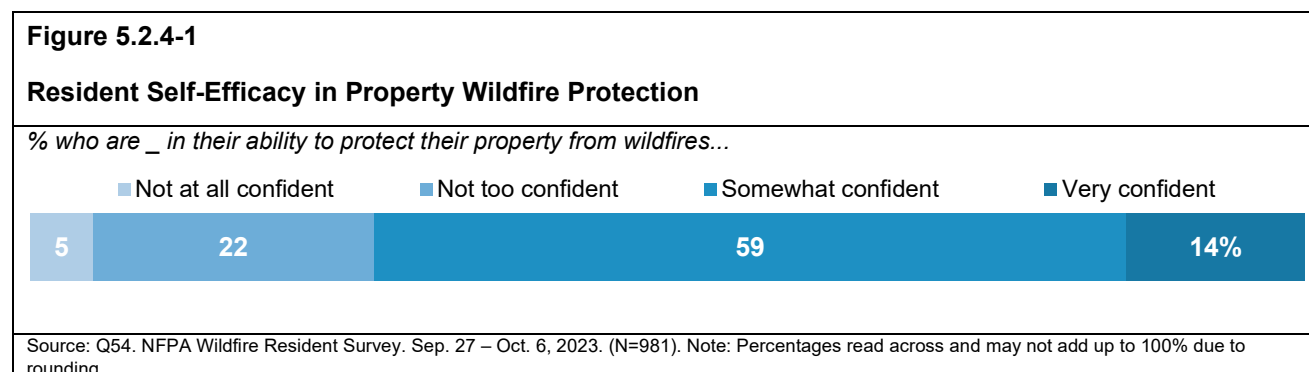 Figure 5.2.4-1
Resident Self-Efficacy in Property Wildfire Protection
% who are _ in their ability to protect their property from wildfires...
Not at all confident Not too confident Somewhat confident Very confident
5 22 59 14%
Source: Q54. NFPA Wildfire Resident Survey. Sep. 27 – Oct. 6, 2023. (N=981). Note: Percentages read across and may not add up to 100% due to
rounding